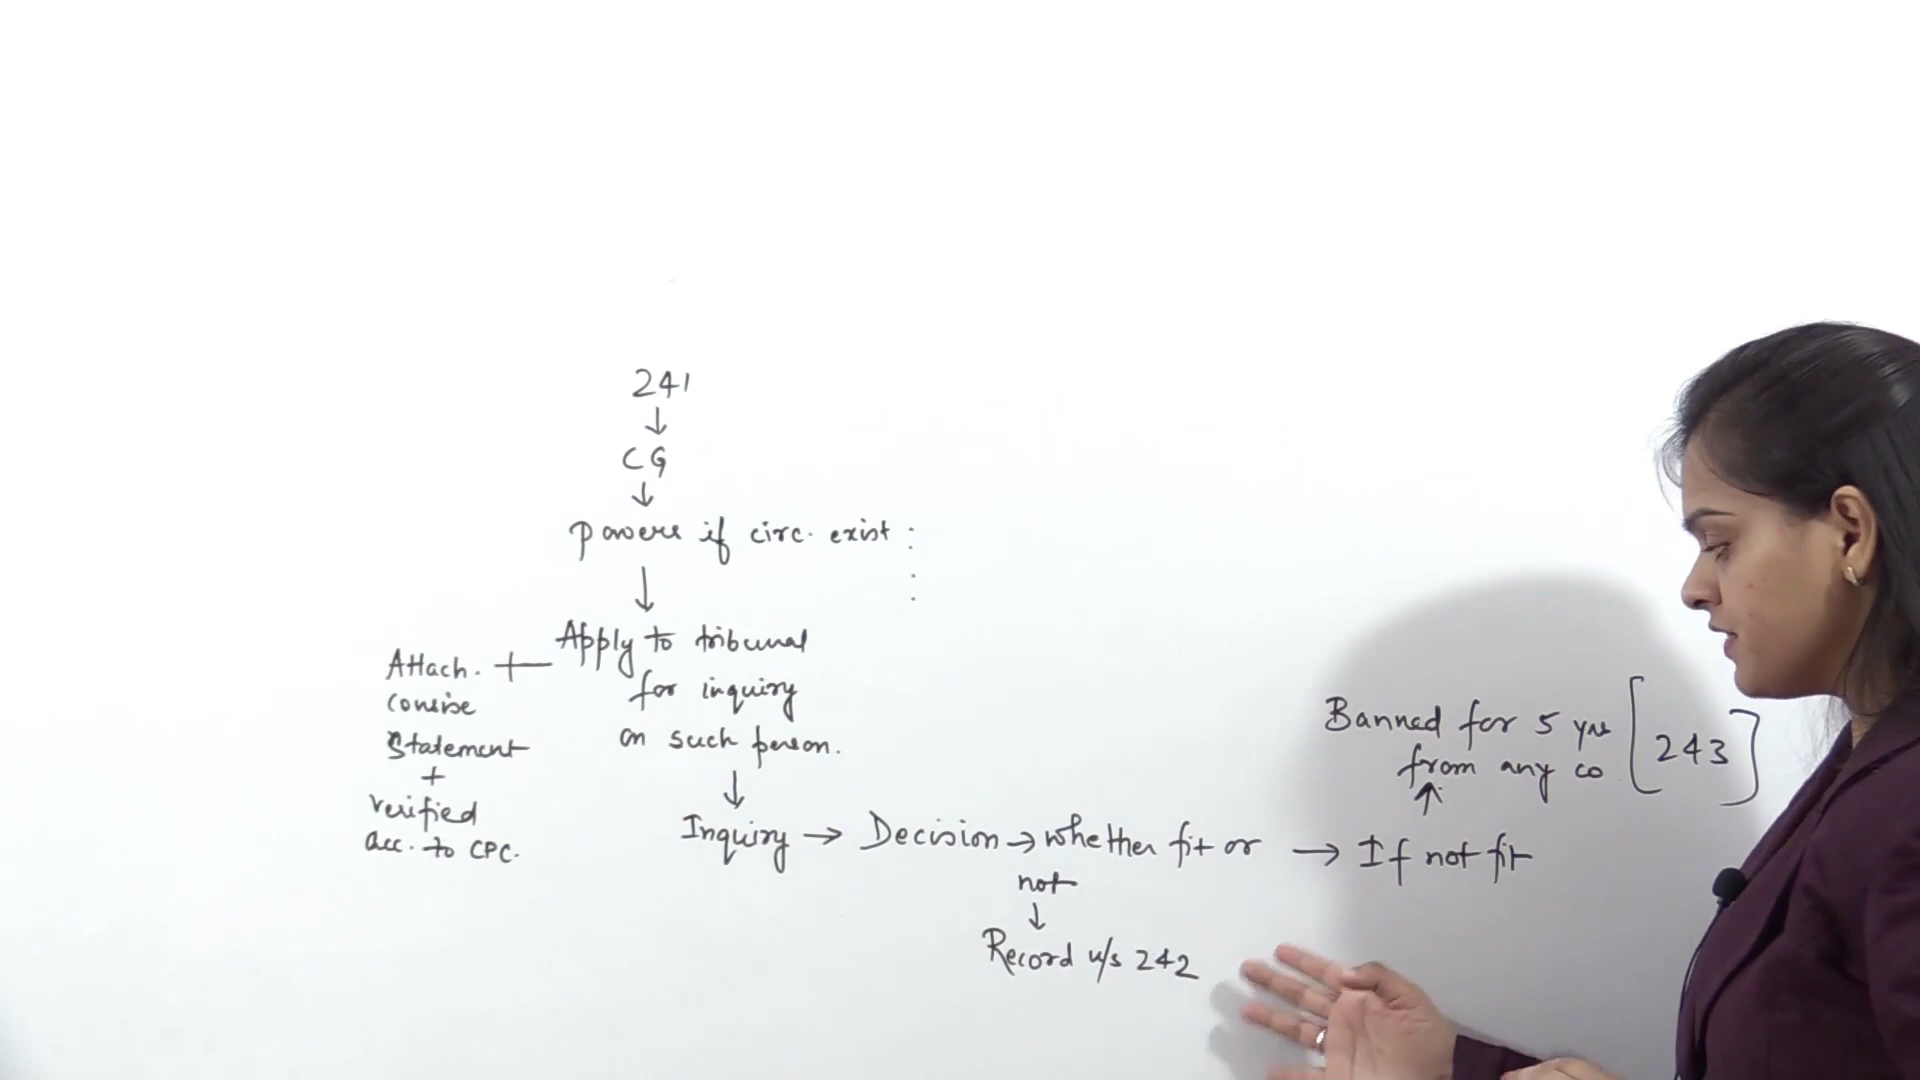 241
↓
CG
↓
Powers if circ. exist :
↓
Apply to tribunal
for inquiry
on such person.
Attach.
concise
Statement
+
verified
acc. to CPC.
↓
Inquiry → Decision → whether fit or
not
↓
Record u/s 242
→ If not fit
↑
Banned for 5 yrs
from any co
[243]